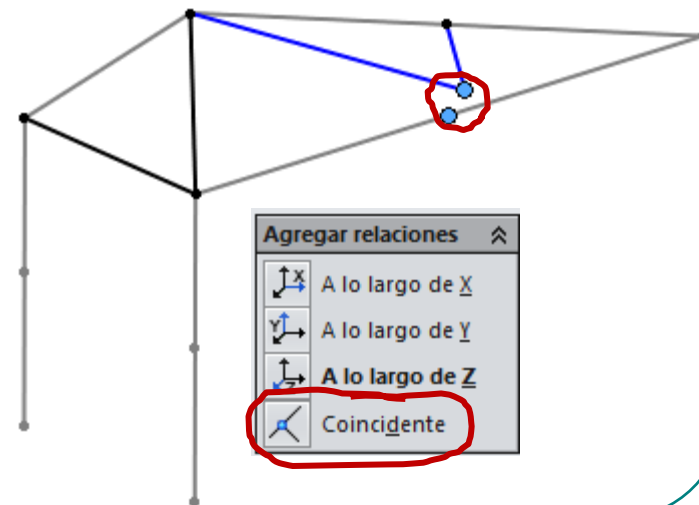 Agregar relaciones
X
A lo largo de X
Y
A lo largo de Y
Z
A lo largo de Z
Coincidente